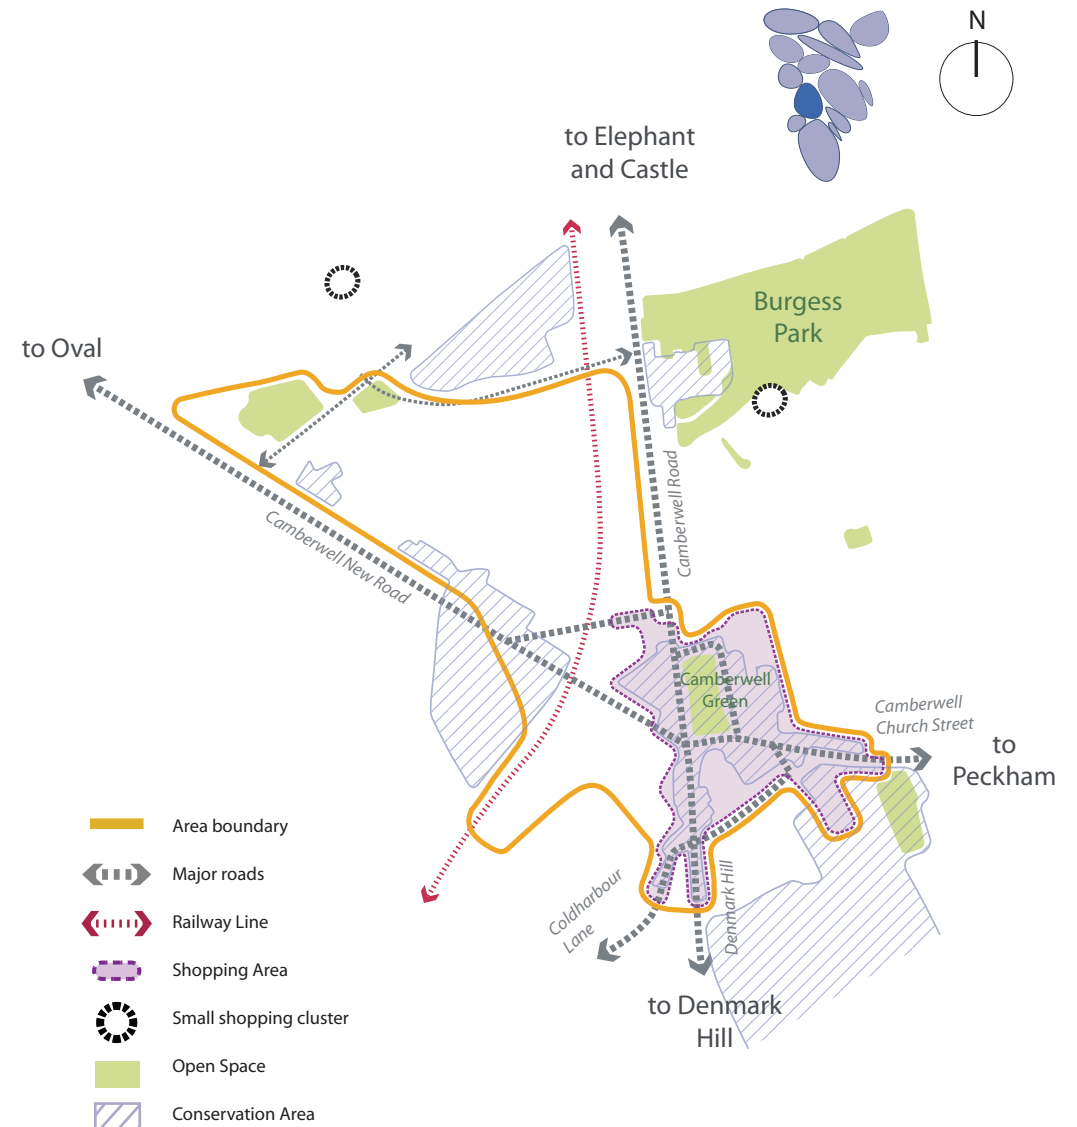 N
to Elephant
and Castle
Burgess
Park
to Oval
Camberwell Road
Camberwell New Road
Camberwell
Green
Camberwell
Church Street
to
Peckham
Coldharbour
Lane
Denmark Hill
to Denmark
Hill
Area boundary
Major roads
Railway Line
Shopping Area
Small shopping cluster
Open Space
Conservation Area